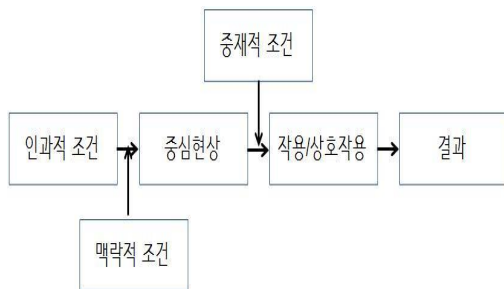 중재적 조건
인과적 조건
중심현상
작용/상호작용
결과
맥락적 조건